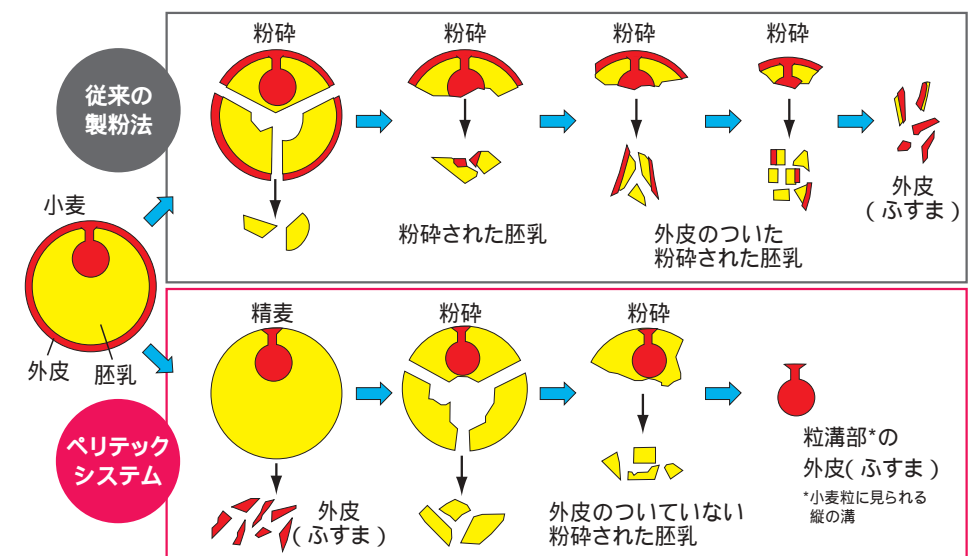 従来の
製粉法
粉砕
粉砕
粉砕
粉砕
粉砕された胚乳
外皮のついた
粉砕された胚乳
外皮
(ふすま)
小麦
外皮
胚乳
ペリテック
システム
精麦
粉砕
粉砕
外皮
(ふすま)
外皮のついていない
粉砕された胚乳
粒溝部*の
外皮(ふすま)
*小麦粒に見られる
縦の溝